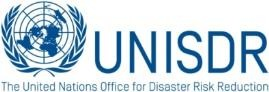 UNISDR
The United Nations Office for Disaster Risk Reduction